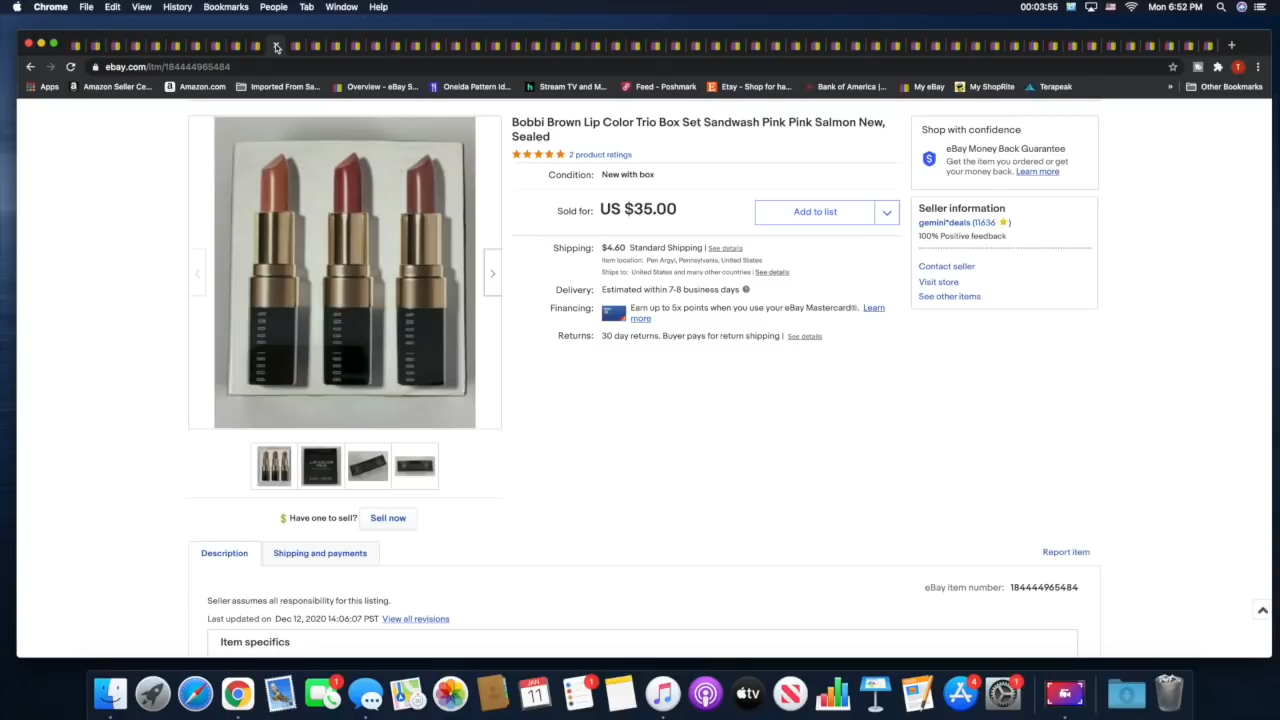 Chrome File Edit View History Bookmarks People Tab Window Help 00:03:55 Mon 6:52 PM
ebay.com/itm/184444965484 T
Apps Amazon Seller Ce... Amazon.com Imported From Sa... Overview - eBay S... Oneida Pattern Id... Stream TV and M... Feed - Poshmark Etsy - Shop for ha... Bank of America |... My eBay My ShopRite Terapeak » Other Bookmarks
Bobbi Brown Lip Color Trio Box Set Sandwash Pink Pink Salmon New,
Sealed
2 product ratings
Condition: New with box
Sold for: US $35.00
Add to list
Shipping: $4.60 Standard Shipping | See details
Item location: Pen Argyl, Pennsylvania, United States
Ships to: United States and many other countries | See details
Delivery: Estimated within 7-8 business days
Financing: Earn up to 5x points when you use your eBay Mastercard®. Learn
more
Returns: 30 day returns. Buyer pays for return shipping | See details
Shop with confidence
eBay Money Back Guarantee
Get the item you ordered or get
your money back. Learn more
Seller information
gemini*deals (11636 )
100% Positive feedback
Contact seller
Visit store
See other items
Have one to sell? Sell now
Description Shipping and payments
Report item
eBay item number: 184444965484
Seller assumes all responsibility for this listing.
Last updated on Dec 12, 2020 14:06:07 PST View all revisions
Item specifics
JAN
11
1
1
tv
4
1